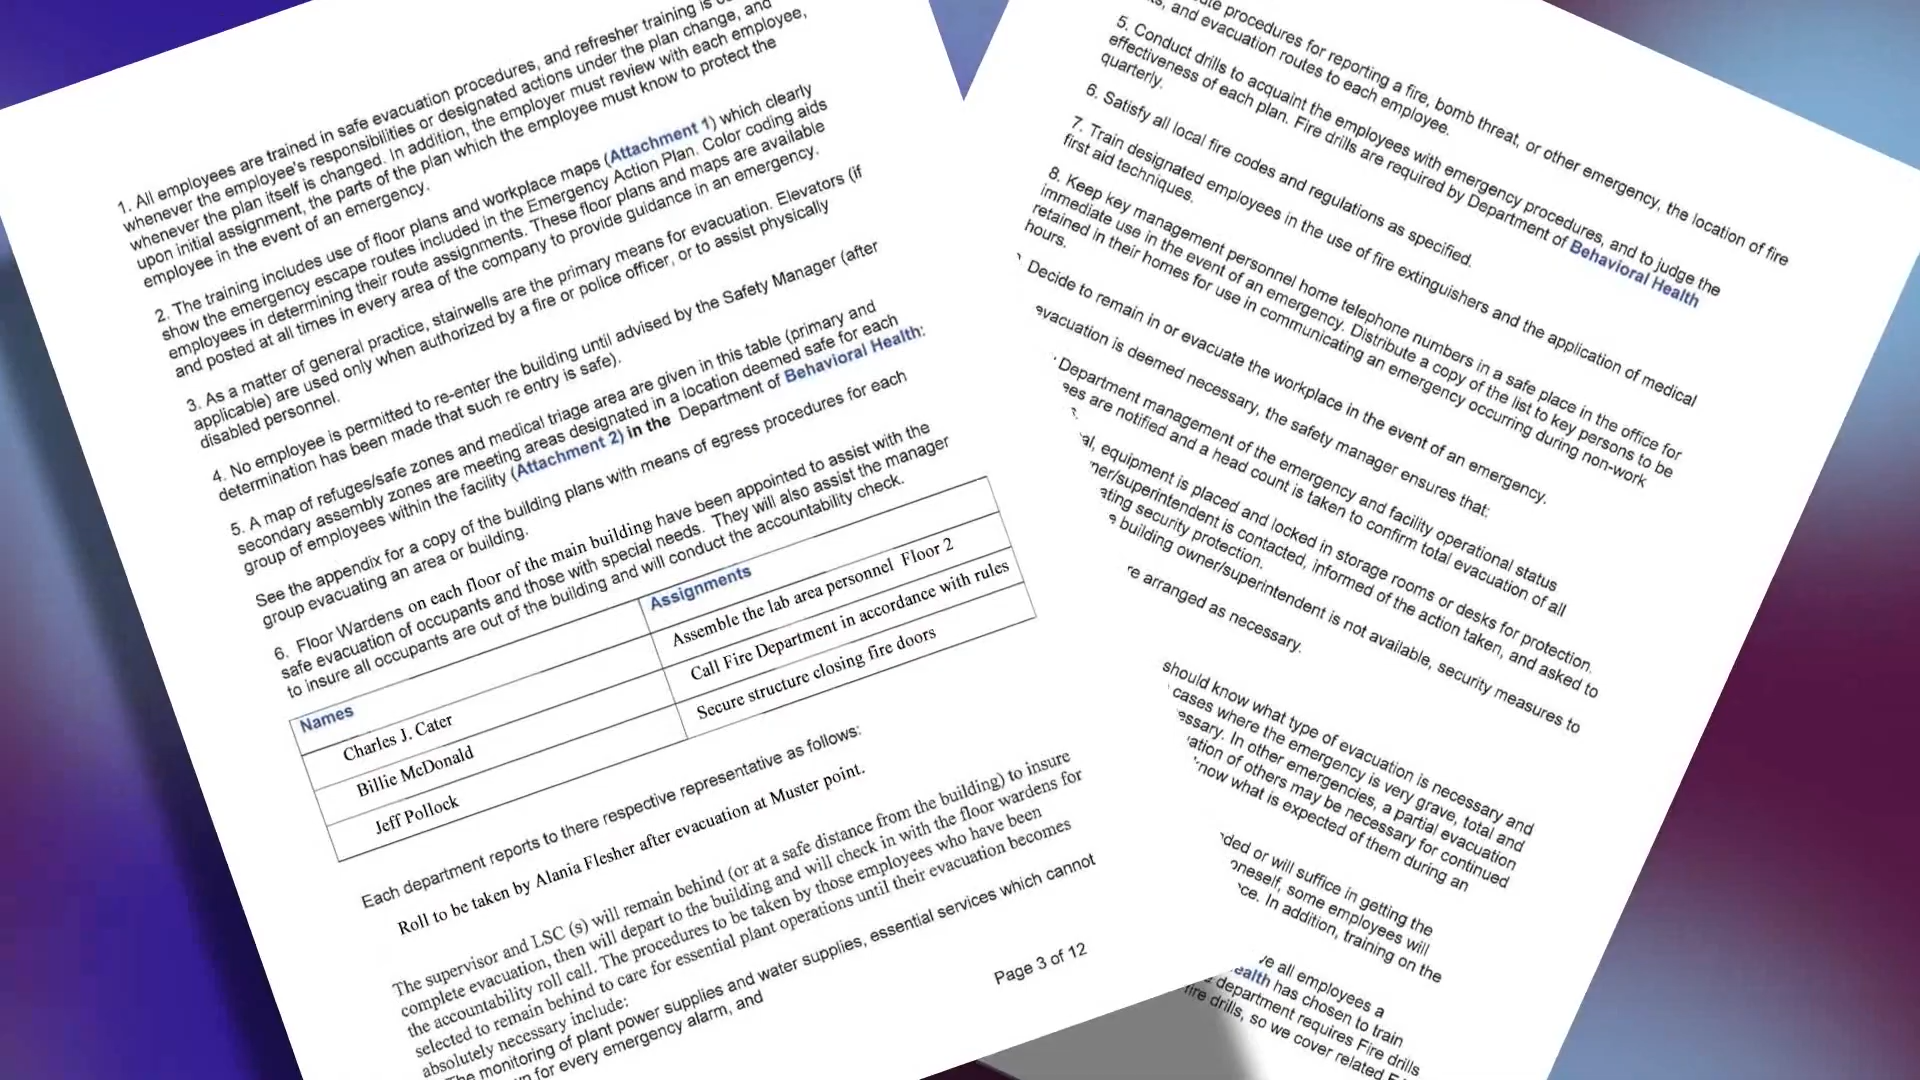 1. All employees are trained in safe evacuation procedures, and refresher training is
whenever the employee's responsibilities or designated actions under the plan change, and
whenever the plan itself is changed. In addition, the employer must review with each employee,
upon initial assignment, the parts of the plan which the employee must know to protect the
employee in the event of an emergency.
2. The training includes use of floor plans and workplace maps (Attachment 1) which clearly
show the emergency escape routes included in the Emergency Action Plan. Color coding aids
employees in determining their route assignments. These floor plans and maps are available
and posted at all times in every area of the company to provide guidance in an emergency.
3. As a matter of general practice, stairwells are the primary means for evacuation. Elevators (if
applicable) are used only when authorized by a fire or police officer, or to assist physically
disabled personnel.
4. No employee is permitted to re-enter the building until advised by the Safety Manager (after
determination has been made that such re entry is safe).
5. A map of refuges/safe zones and medical triage area are given in this table (primary and
secondary assembly zones are meeting areas designated in a location deemed safe for each
group of employees within the facility (Attachment 2) in the Department of Behavioral Health:
See the appendix for a copy of the building plans with means of egress procedures for each
group evacuating an area or building.
6. Floor Wardens on each floor of the main building have been appointed to assist with the
safe evacuation of occupants and those with special needs. They will also assist the manager
to insure all occupants are out of the building and will conduct the accountability check.
Names
Assignments
Charles J. Cater
Assemble the lab area personnel Floor 2
Billie McDonald
Call Fire Department in accordance with rules
Jeff Pollock
Secure structure closing fire doors
Each department reports to there respective representative as follows:
Roll to be taken by Alania Flesher after evacuation at Muster point.
The supervisor and LSC (s) will remain behind (or at a safe distance from the building) to insure
complete evacuation, then will depart to the building and will check in with the floor wardens for
the accountability roll call. The procedures to be taken by those employees who have been
selected to remain behind to care for essential plant operations until their evacuation becomes
absolutely necessary include:
The monitoring of plant power supplies and water supplies, essential services which cannot
for every emergency alarm, and
Page 3 of 12
procedures for reporting a fire, bomb threat, or other emergency, the location of fire
and evacuation routes to each employee.
5. Conduct drills to acquaint the employees with emergency procedures, and to judge the
effectiveness of each plan. Fire drills are required by Department of Behavioral Health
quarterly.
6. Satisfy all local fire codes and regulations as specified.
7. Train designated employees in the use of fire extinguishers and the application of medical
first aid techniques.
8. Keep key management personnel home telephone numbers in a safe place in the office for
immediate use in the event of an emergency. Distribute a copy of the list to key persons to be
retained in their homes for use in communicating an emergency occurring during non-work
hours.
Decide to remain in or evacuate the workplace in the event of an emergency.
evacuation is deemed necessary, the safety manager ensures that:
Department management of the emergency and facility operational status
are notified and a head count is taken to confirm total evacuation of all
equipment is placed and locked in storage rooms or desks for protection.
superintendent is contacted, informed of the action taken, and asked to
security protection.
building owner/superintendent is not available, security measures to
arranged as necessary.
should know what type of evacuation is necessary and
cases where the emergency is very grave, total and
In other emergencies, a partial evacuation
of others may be necessary for continued
know what is expected of them during an
or will suffice in getting the
oneself, some employees will
In addition, training on the
all employees a
has chosen to train
department requires Fire drills
fire drills, so we cover related